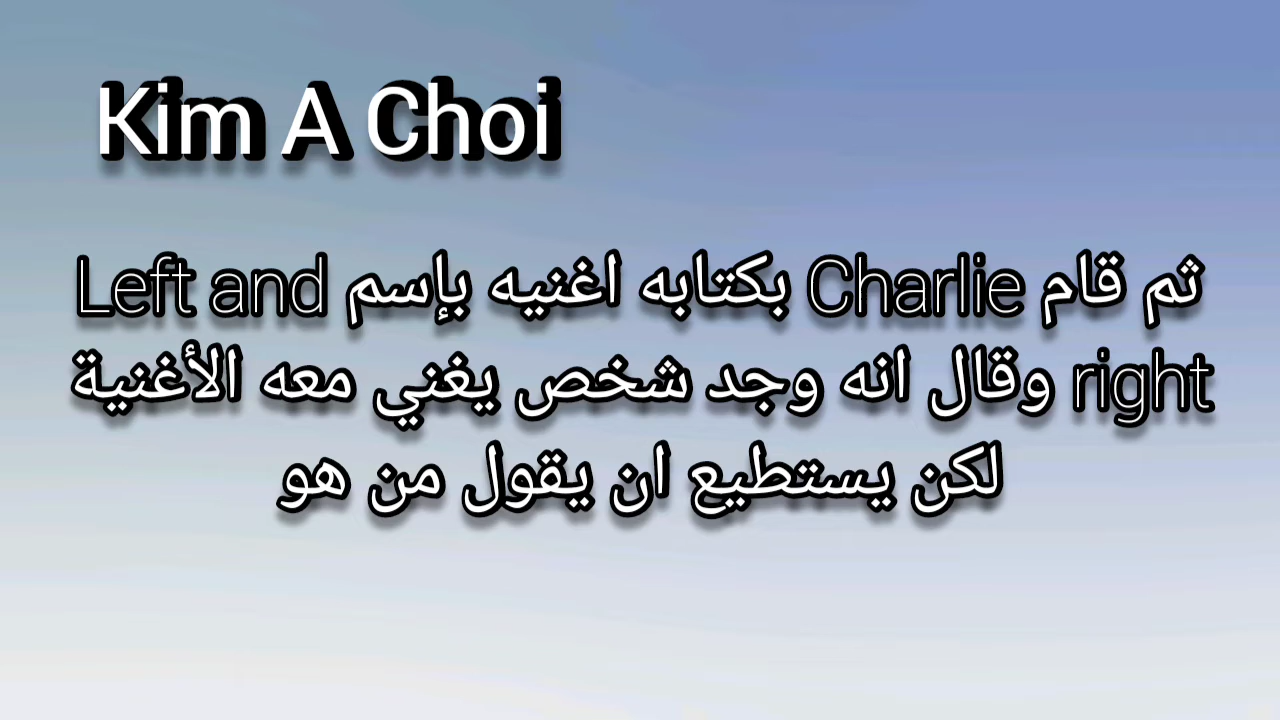 Kim A Choi
ثم قام Charlie بكتابه اغنيه بإسم Left and
right وقال انه وجد شخص يغني معه الأغنية
لكن يستطيع ان يقول من هو